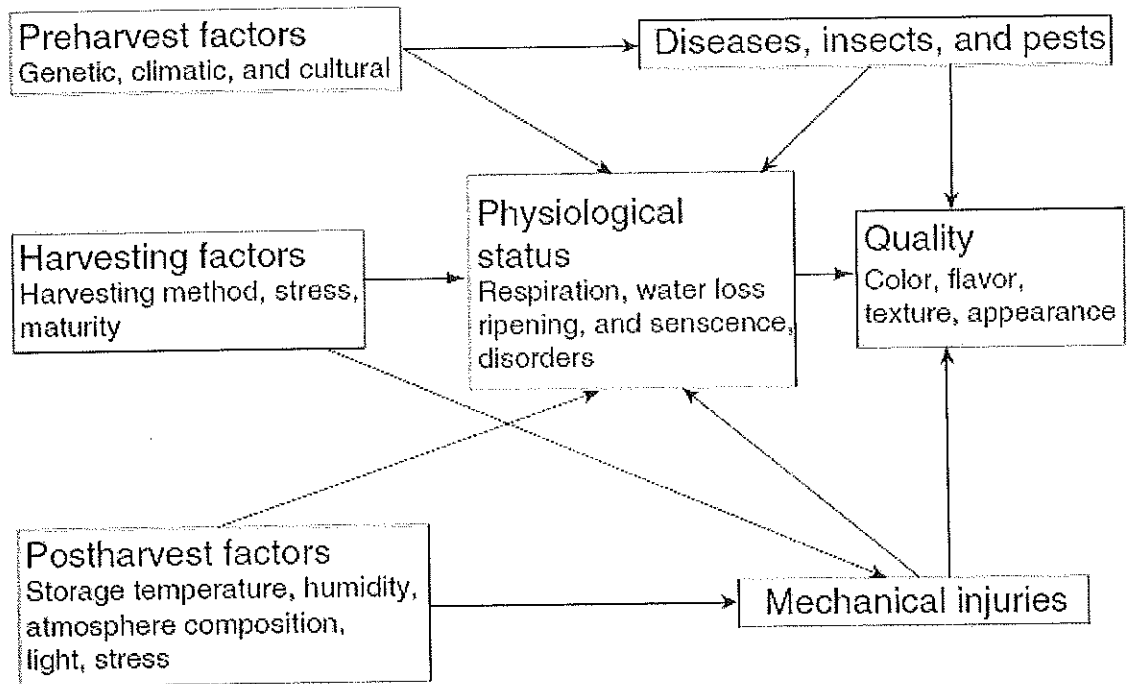 Preharvest factors
Genetic, climatic, and cultural
Diseases, insects, and pests
Physiological
status
Respiration, water loss
ripening, and senscence,
disorders
Harvesting factors
Harvesting method, stress,
maturity
Quality
Color, flavor,
texture, appearance
Postharvest factors
Storage temperature, humidity,
atmosphere composition,
light, stress
Mechanical injuries